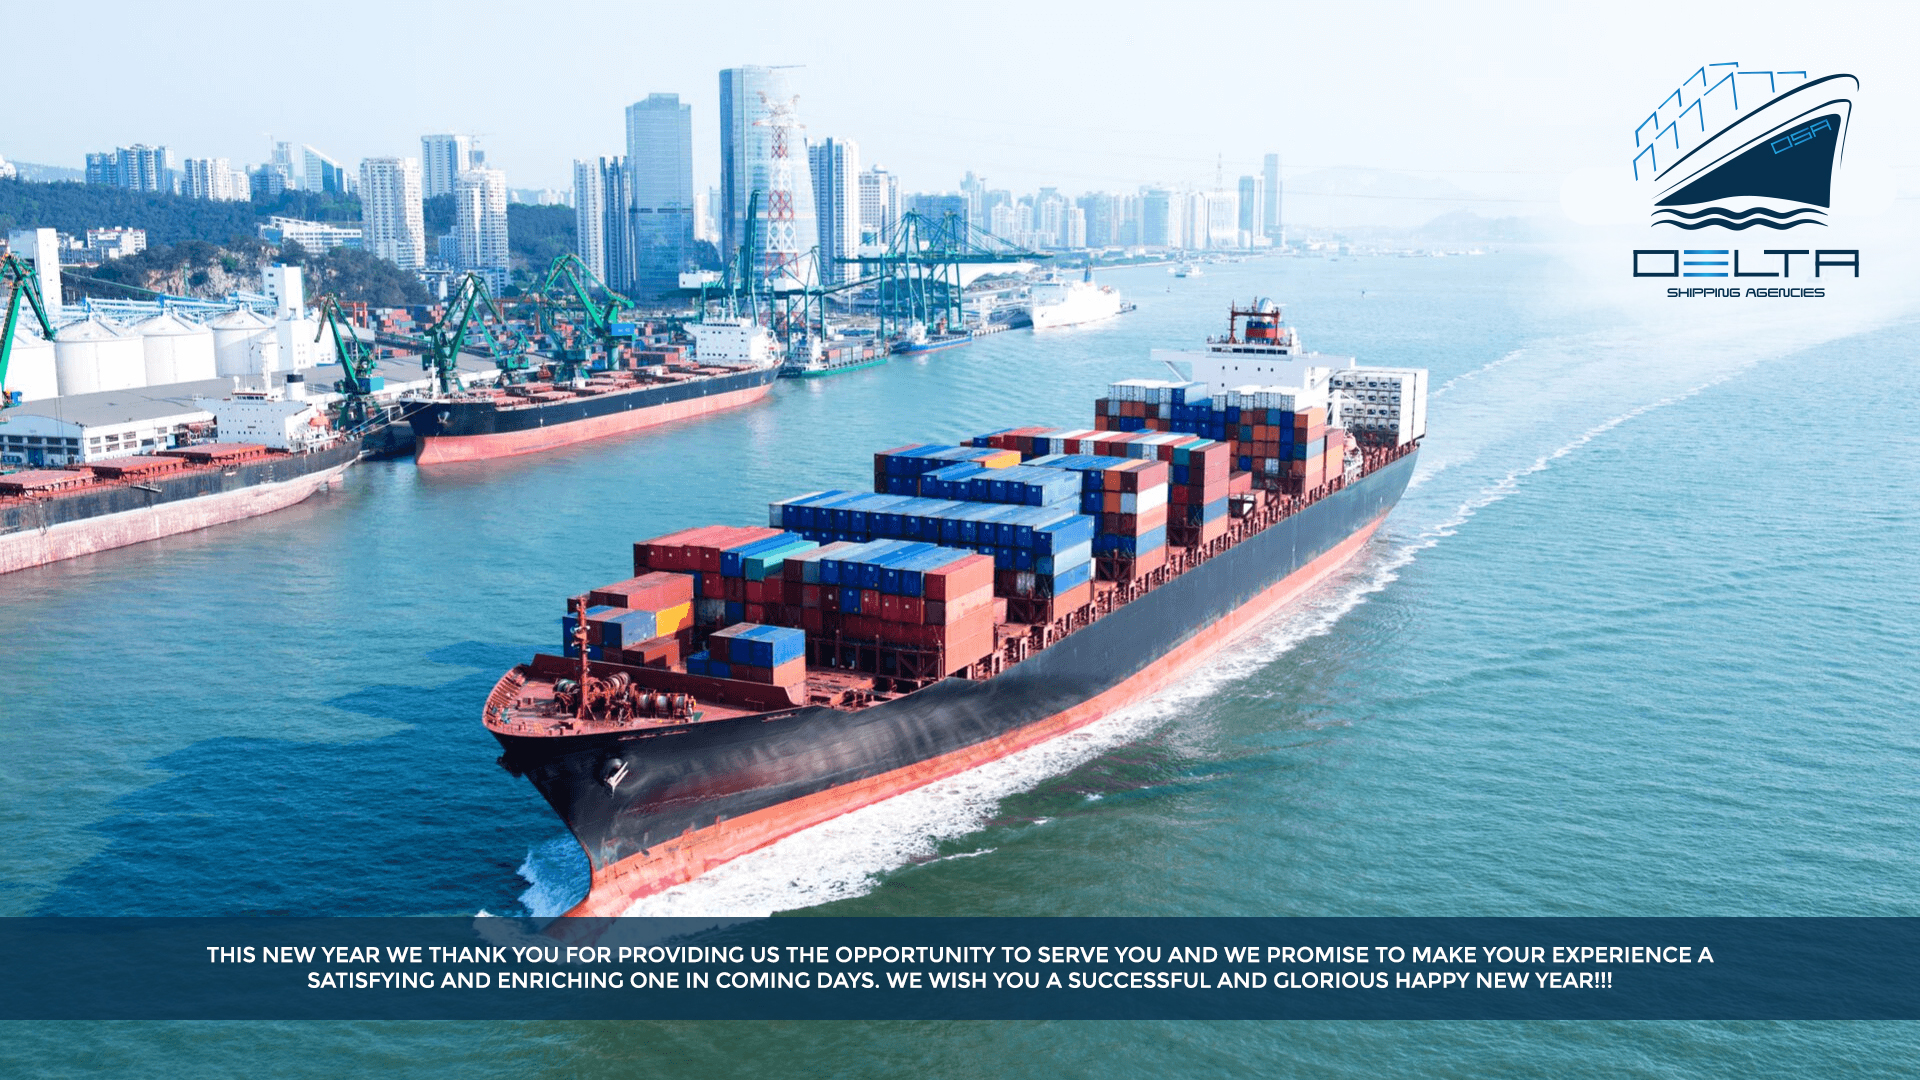 DSA
DELTA
SHIPPING AGENCIES
THIS NEW YEAR WE THANK YOU FOR PROVIDING US THE OPPORTUNITY TO SERVE YOU AND WE PROMISE TO MAKE YOUR EXPERIENCE A
SATISFYING AND ENRICHING ONE IN COMING DAYS. WE WISH YOU A SUCCESSFUL AND GLORIOUS HAPPY NEW YEAR!!!